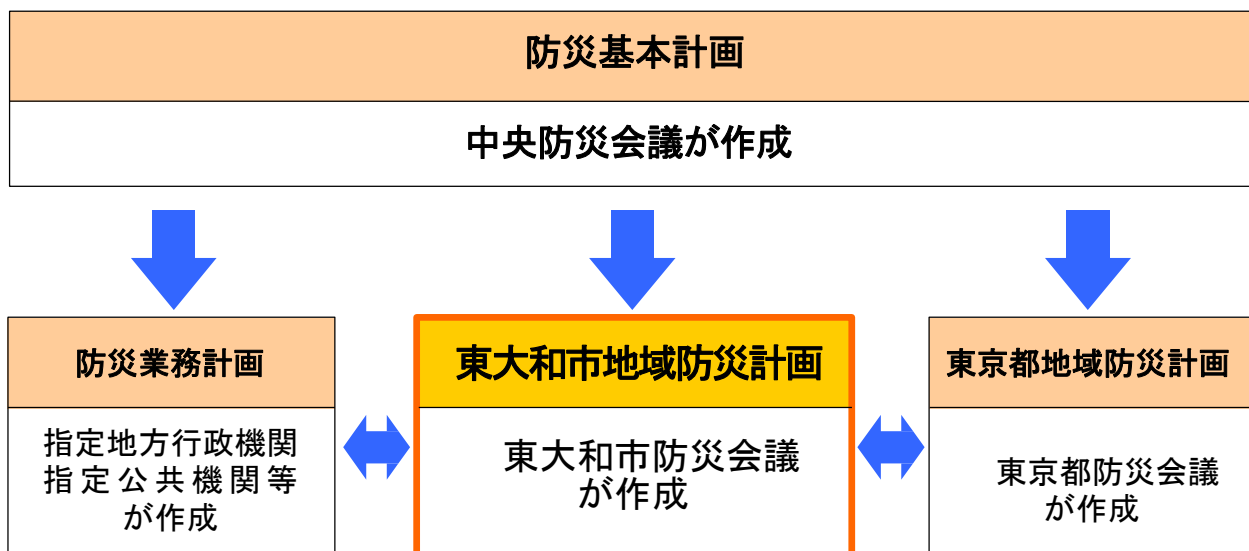 防災基本計画
中央防災会議が作成
防災業務計画
指定地方行政機関
指定公共機関等
が作成
東大和市地域防災計画
東大和市防災会議
が作成
東京都地域防災計画
東京都防災会議
が作成